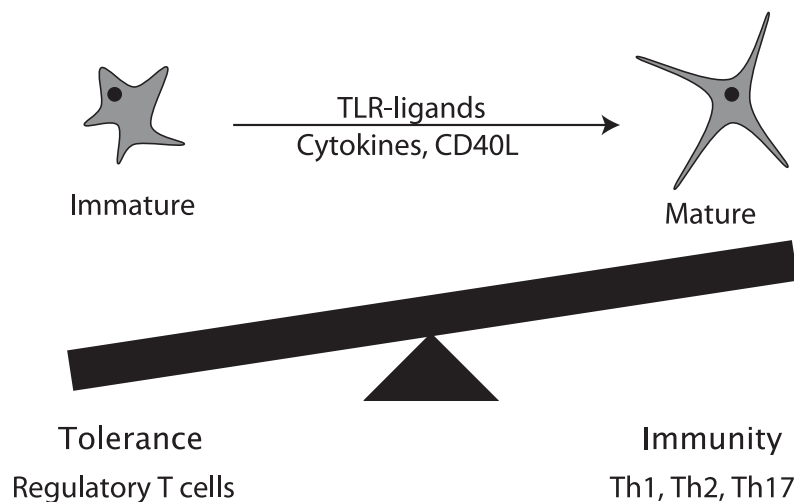 TLR-ligands
Cytokines, CD40L
Immature
Mature
Tolerance
Immunity
Regulatory T cells
Th1, Th2, Th17